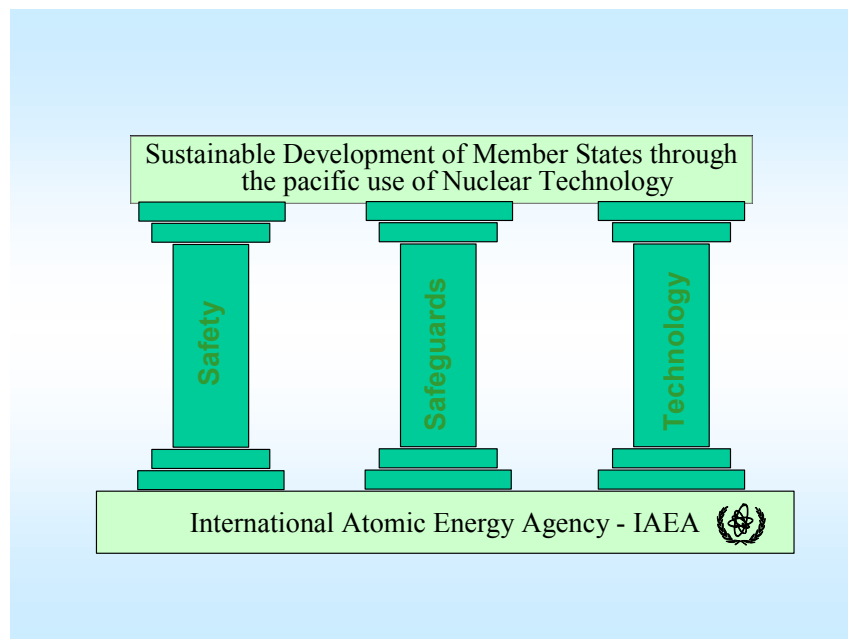 Sustainable Development of Member States through
the pacific use of Nuclear Technology
Safety
Safeguards
Technology
International Atomic Energy Agency - IAEA